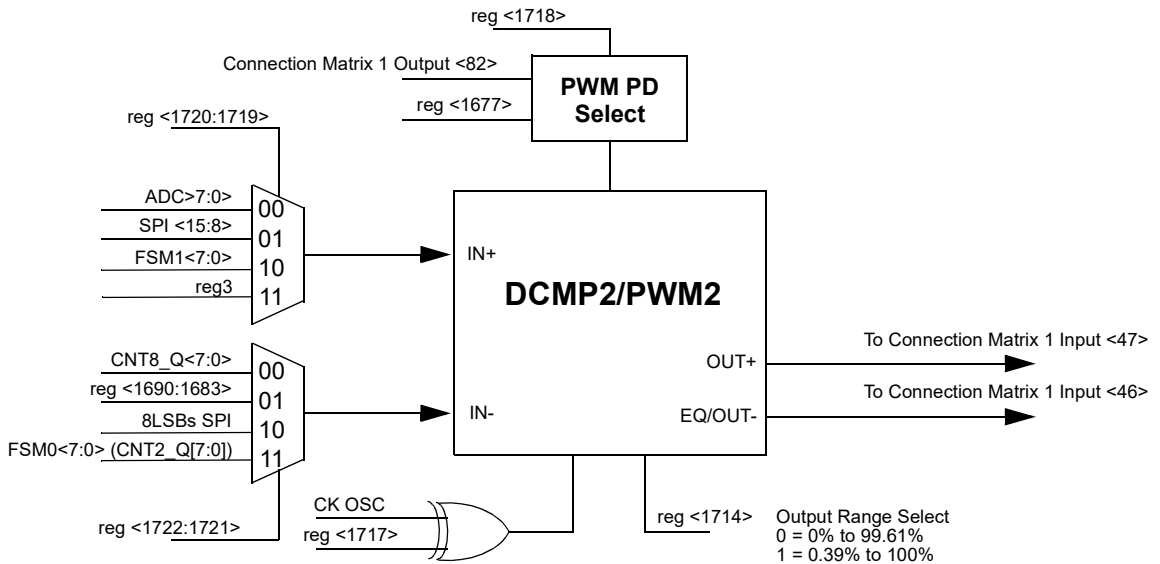 reg <1718>
Connection Matrix 1 Output <82>
reg <1677>
PWM PD
Select
reg <1720:1719>
ADC>7:0>
SPI <15:8>
FSM1<7:0>
reg3
00
01
10
11
IN+
DCMP2/PWM2
CNT8_Q<7:0>
reg <1690:1683>
8LSBs SPI
FSM0<7:0> (CNT2_Q[7:0])
00
01
10
11
IN-
OUT+
EQ/OUT-
To Connection Matrix 1 Input <47>
To Connection Matrix 1 Input <46>
reg <1722:1721>
CK OSC
reg <1717>
reg <1714>
Output Range Select
0 = 0% to 99.61%
1 = 0.39% to 100%